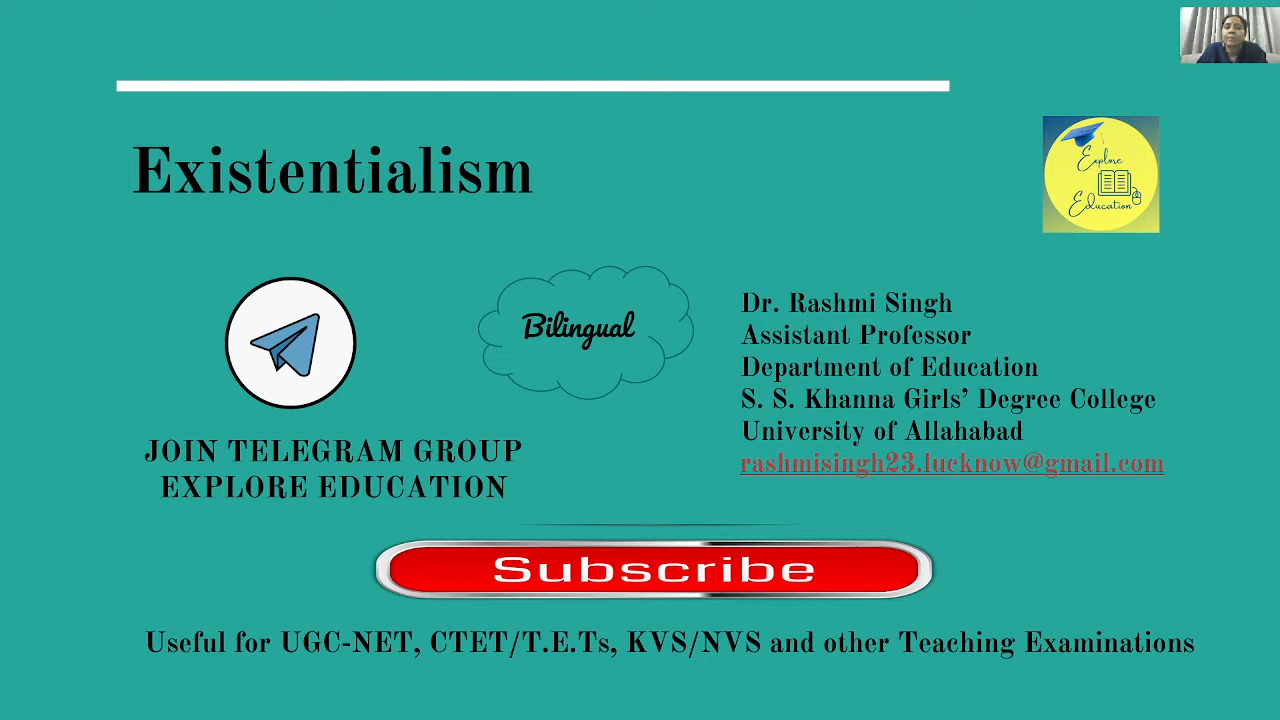 Existentialism
Explore
Education
Bilingual
Dr. Rashmi Singh
Assistant Professor
Department of Education
S. S. Khanna Girls’ Degree College
University of Allahabad
rashmisingh23.lucknow@gmail.com
JOIN TELEGRAM GROUP
EXPLORE EDUCATION
Subscribe
Useful for UGC-NET, CTET/T.E.Ts, KVS/NVS and other Teaching Examinations